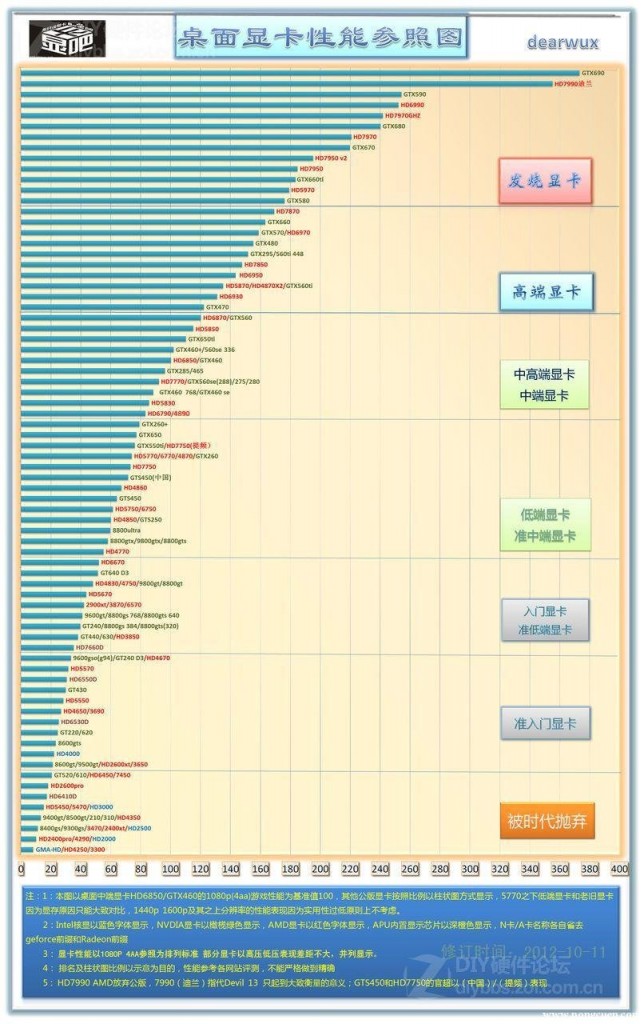 显吧
桌面显卡性能参照图
dearwux
GTX690
HD7990迪兰
GTX590
HD6990
HD7970GHZ
GTX680
HD7970
GTX670
HD7950 v2
HD7950
GTX660ti
HD5970
GTX580
发烧显卡
HD7870
GTX660
GTX570/HD6970
GTX480
GTX295/560ti 448
HD7850
HD6950
HD5870/HD4870X2/GTX560ti
HD6930
GTX470
高端显卡
HD6870/GTX560
HD5850
GTX650ti
GTX460+/560se 336
HD6850/GTX460
GTX285/465
HD7770/GTX560se(288)/275/280
GTX460 768/GTX460 se
HD5830
HD6790/4890
中高端显卡
中端显卡
GTX260+
GTX650
GTX550ti/HD7750(提频)
HD5770/6770/4870/GTX260
HD7750
GTS450(中国)
HD4860
GTS450
HD5750/6750
HD4850/GTS250
8800ultra
8800gtx/9800gtx/8800gts
HD4770
低端显卡
准中端显卡
HD6670
GT640 D3
HD4830/4750/9800gt/8800gt
HD5670
2900xt/3870/6570
9600gt/8800gs 768/8800gts 640
GT240/8800gs 384/8800gts(320)
GT440/630/HD3850
HD7660D
入门显卡
准低端显卡
9600gso(g94)/GT240 D3/HD4670
HD5570
HD6550D
GT430
HD5550
HD4650/3690
HD6530D
GT220/620
8600gts
HD4000
8600gt/9500gt/HD2600xt/3650
准入门显卡
GT520/610/HD6450/7450
HD2600pro
HD6410D
HD5450/5470/HD3000
9400gt/8500gt/210/310/HD4350
8400gs/9300gs/3470/2400xt/HD2500
HD2400pro/4290/HD2000
GMA-HD/HD4250/3300
被时代抛弃
0 20 40 60 80 100 120 140 160 180 200 220 240 260 280 300 320 340 360 380 400
注：1：本图以桌面中端显卡HD6850/GTX460的1080p(4aa)游戏性能为基准值100，其他公版显卡按照比例以柱状图方式显示，5770之下低端显卡和老旧显卡
因为显存原因只能大致对比，1440p 1600p及其之上分辨率的性能表现因为实用性过低原则上不考虑。
2：Intel核显以蓝色字体显示，NVDIA显卡以橄榄绿色显示，AMD显卡以红色字体显示，APU内置显示芯片以深橙色显示，N卡/A卡名称各自省去
geforce前缀和Radeon前缀
3：显卡性能以1080P 4AA参照为排列标准 部分显卡以高压低压表现差距不大，并列显示。
4： 排名及柱状图比例以示意为目的，性能参考各网站评测，不能严格做到精确
5：HD7990 AMD放弃公版，7990（迪兰）指代Devil 13 只起到大致衡量的意义；GTS450和HD7750的官超以（中国）/（提频）表现
修订时间：2012-10-11
DIY硬件论坛
diybbs.zol.com.cn